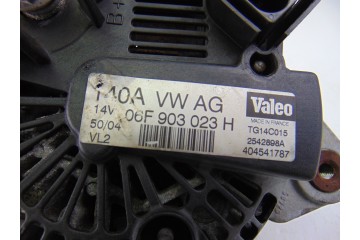 140A VW AG
14V 06F 903 023 H
50/04
VL2
Valeo
MADE IN FRANCE
TG14C015
2542898A
404541787